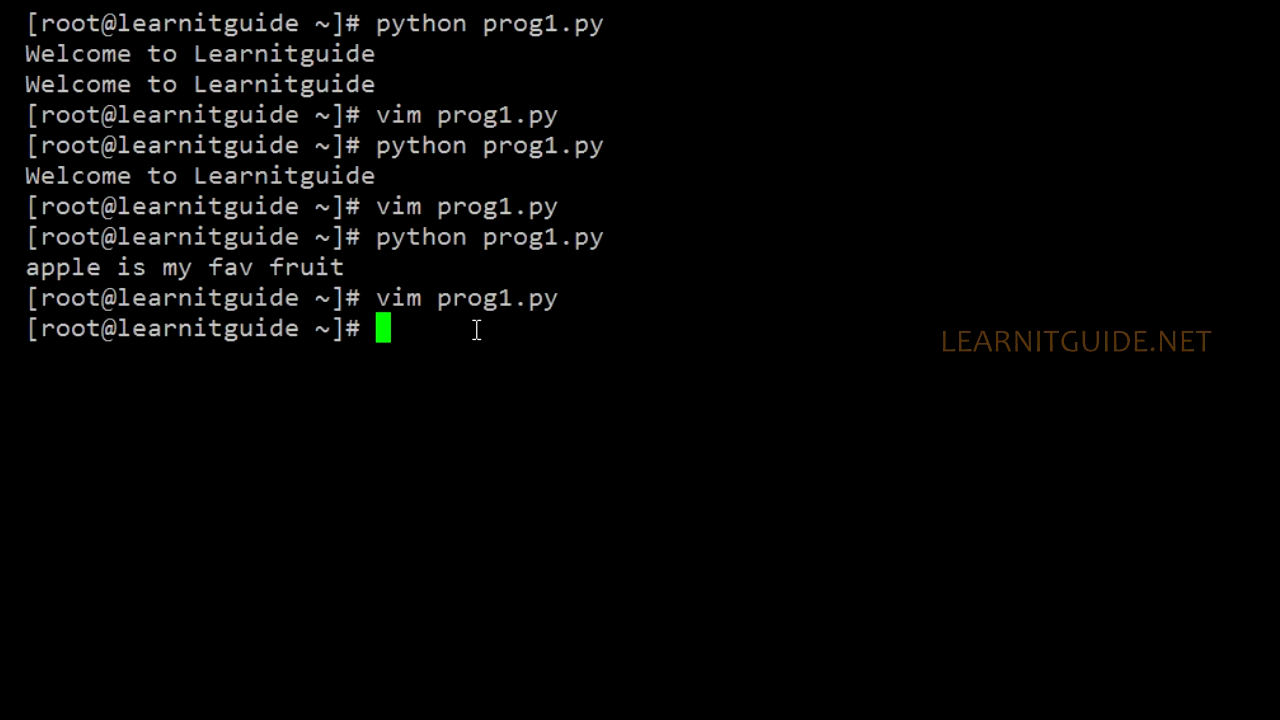 [root@learnitguide ~]# python prog1.py
Welcome to Learnitguide
Welcome to Learnitguide
[root@learnitguide ~]# vim prog1.py
[root@learnitguide ~]# python prog1.py
Welcome to Learnitguide
[root@learnitguide ~]# vim prog1.py
[root@learnitguide ~]# python prog1.py
apple is my fav fruit
[root@learnitguide ~]# vim prog1.py
[root@learnitguide ~]#
LEARNITGUIDE.NET